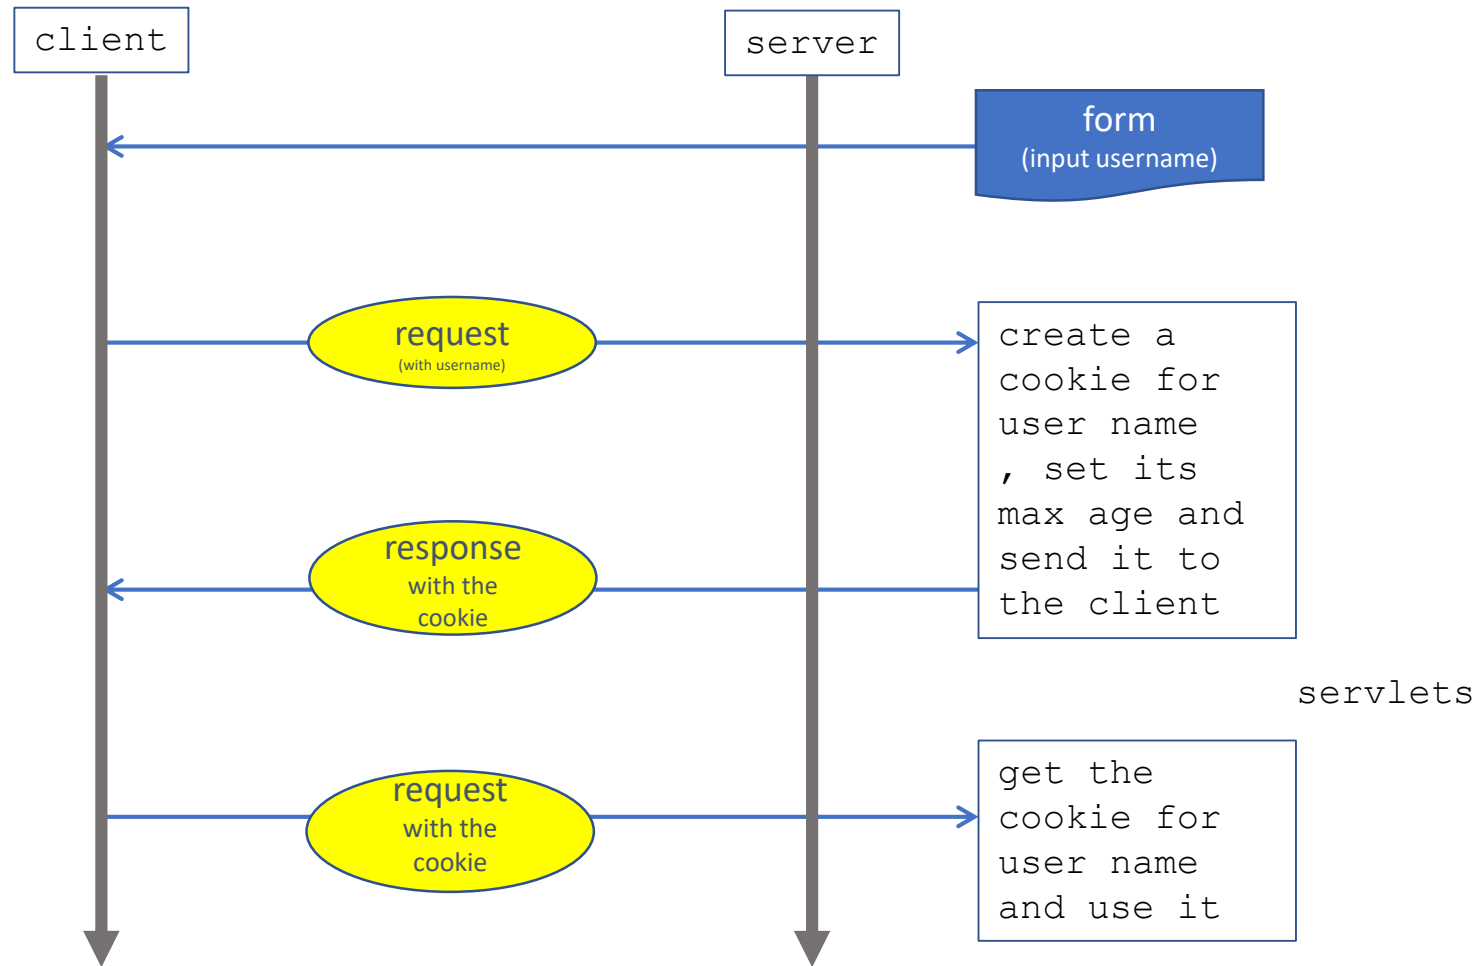 client
server
form
(input username)
request
(with username)
create a
cookie for
user name
, set its
max age and
send it to
the client
response
with the
cookie
servlets
request
with the
cookie
get the
cookie for
user name
and use it